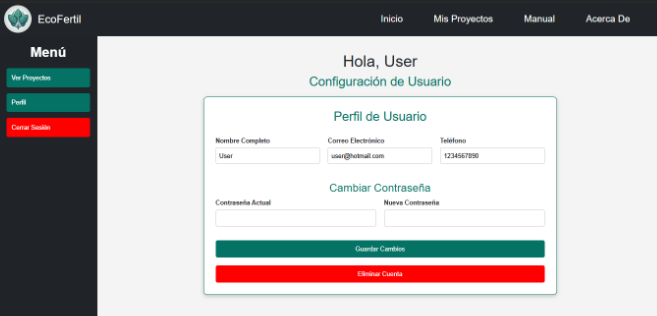 EcoFertil
Inicio Mis Proyectos Manual Acerca De
Menú
Ver Proyectos
Perfil
Cerrar Sesión
Hola, User
Configuración de Usuario
Perfil de Usuario
Nombre Completo Correo Electrónico Teléfono
User user@hotmail.com 1234567890
Cambiar Contraseña
Contraseña Actual Nueva Contraseña
Guardar Cambios
Eliminar Cuenta